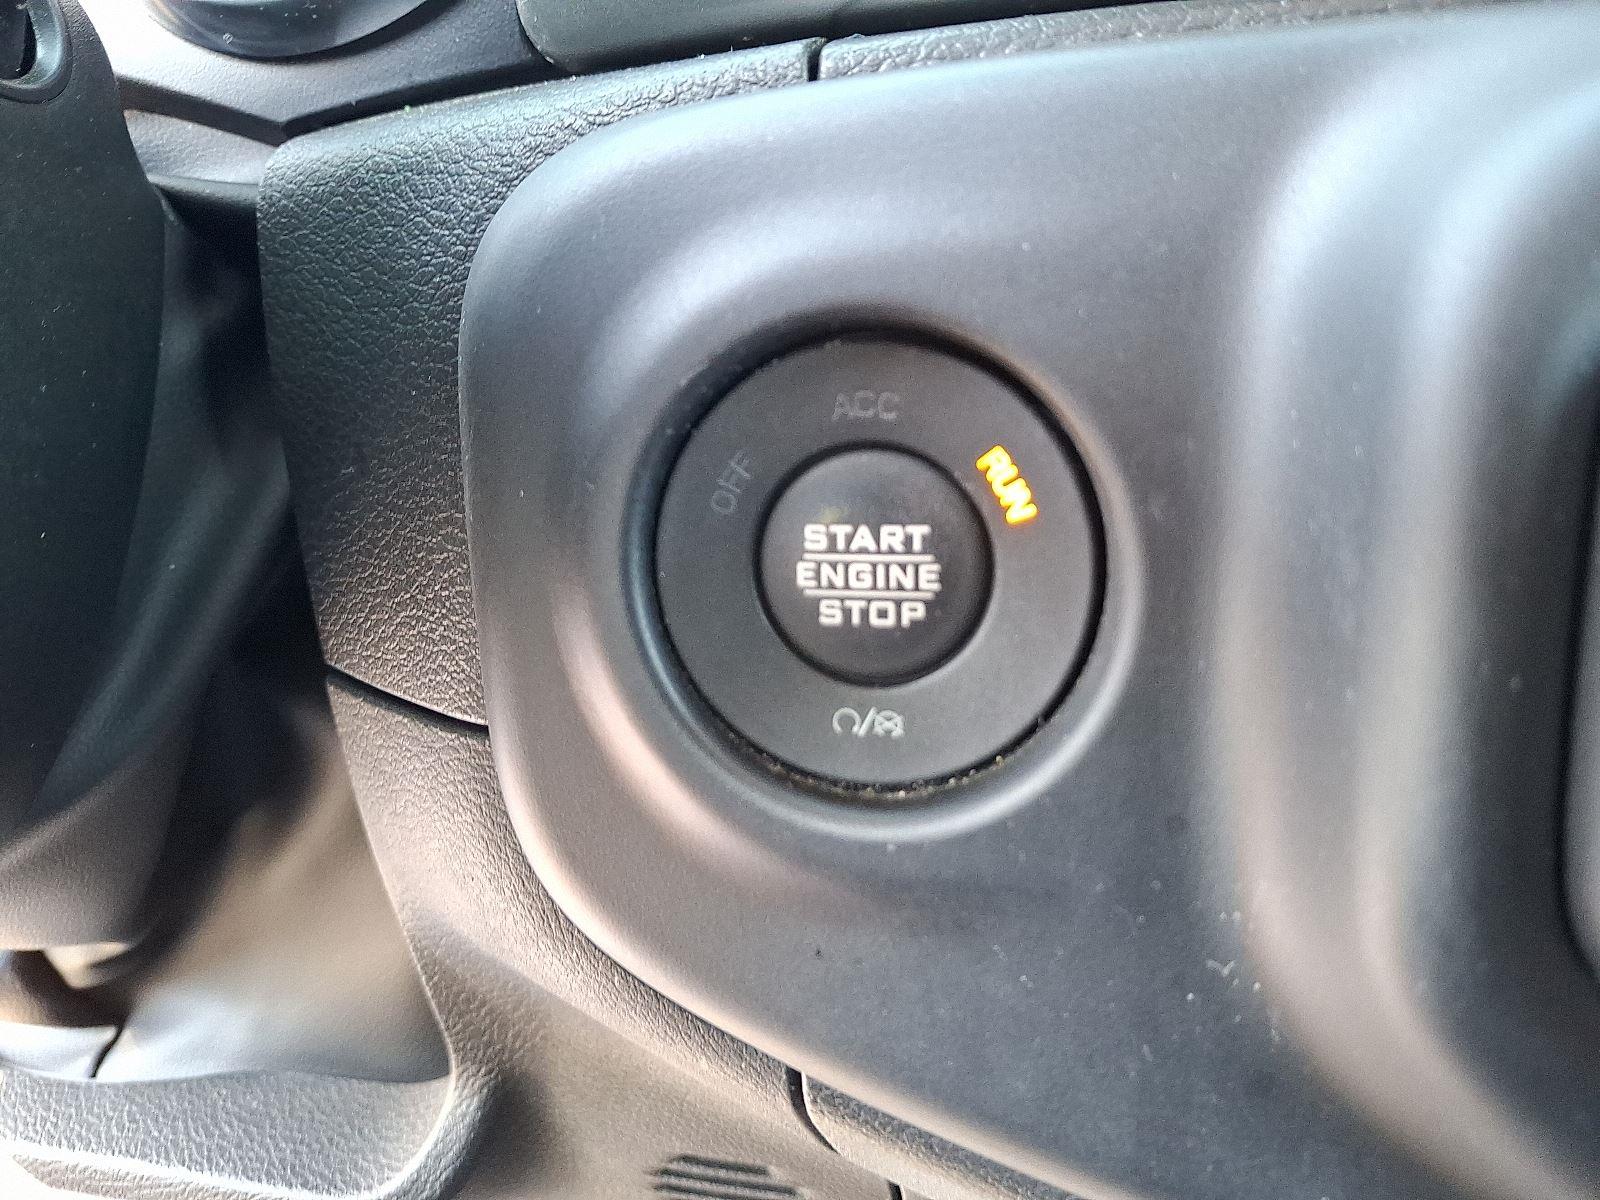 ACC
OFF
RUN
START
ENGINE
STOP